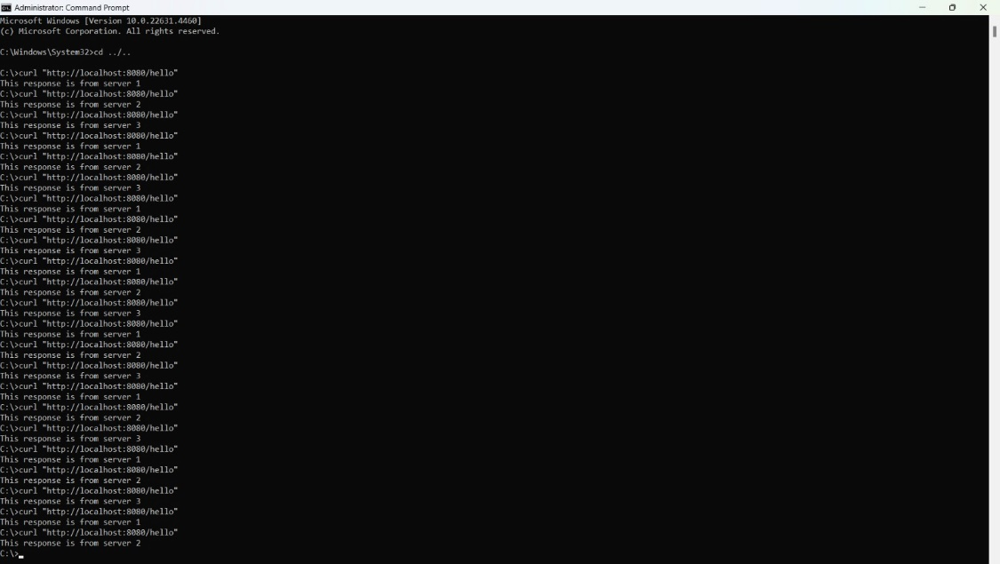 Administrator: Command Prompt
Microsoft Windows [Version 10.0.22631.4460]
(c) Microsoft Corporation. All rights reserved.
C:\Windows\System32>cd ../..
C:\>curl "http://localhost:8080/hello"
This response is from server 1
C:\>curl "http://localhost:8080/hello"
This response is from server 2
C:\>curl "http://localhost:8080/hello"
This response is from server 3
C:\>curl "http://localhost:8080/hello"
This response is from server 1
C:\>curl "http://localhost:8080/hello"
This response is from server 2
C:\>curl "http://localhost:8080/hello"
This response is from server 3
C:\>curl "http://localhost:8080/hello"
This response is from server 1
C:\>curl "http://localhost:8080/hello"
This response is from server 2
C:\>curl "http://localhost:8080/hello"
This response is from server 3
C:\>curl "http://localhost:8080/hello"
This response is from server 1
C:\>curl "http://localhost:8080/hello"
This response is from server 2
C:\>curl "http://localhost:8080/hello"
This response is from server 3
C:\>curl "http://localhost:8080/hello"
This response is from server 1
C:\>curl "http://localhost:8080/hello"
This response is from server 2
C:\>curl "http://localhost:8080/hello"
This response is from server 3
C:\>curl "http://localhost:8080/hello"
This response is from server 1
C:\>curl "http://localhost:8080/hello"
This response is from server 2
C:\>curl "http://localhost:8080/hello"
This response is from server 3
C:\>curl "http://localhost:8080/hello"
This response is from server 1
C:\>curl "http://localhost:8080/hello"
This response is from server 2
C:\>curl "http://localhost:8080/hello"
This response is from server 3
C:\>curl "http://localhost:8080/hello"
This response is from server 1
C:\>curl "http://localhost:8080/hello"
This response is from server 2
C:\>